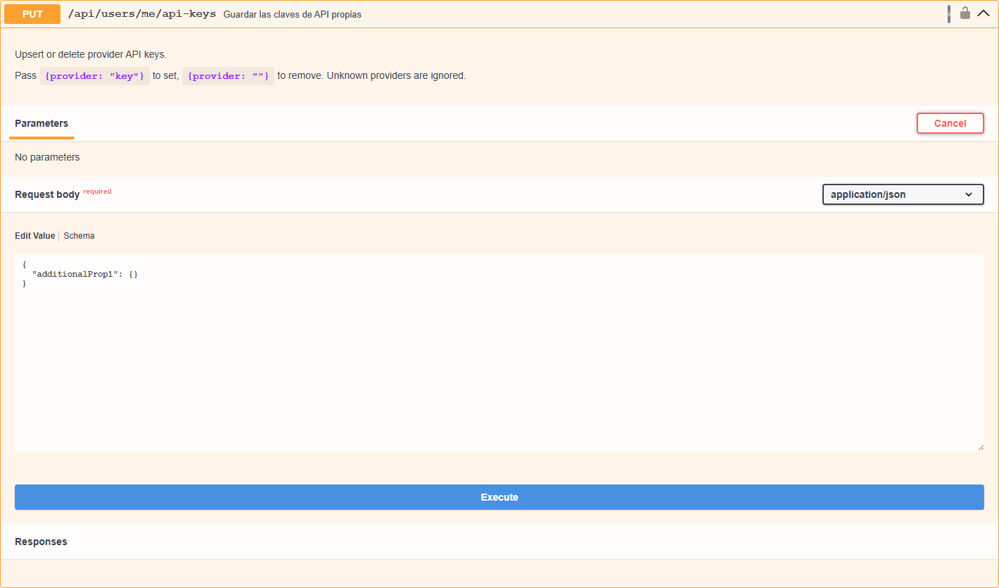 PUT /api/users/me/api-keys Guardar las claves de API propias
Upsert or delete provider API keys.
Pass {provider: "key"} to set, {provider: ""} to remove. Unknown providers are ignored.
Parameters Cancel
No parameters
Request body required application/json
Edit Value Schema
{
  "additionalProp1": {}
}
Execute
Responses